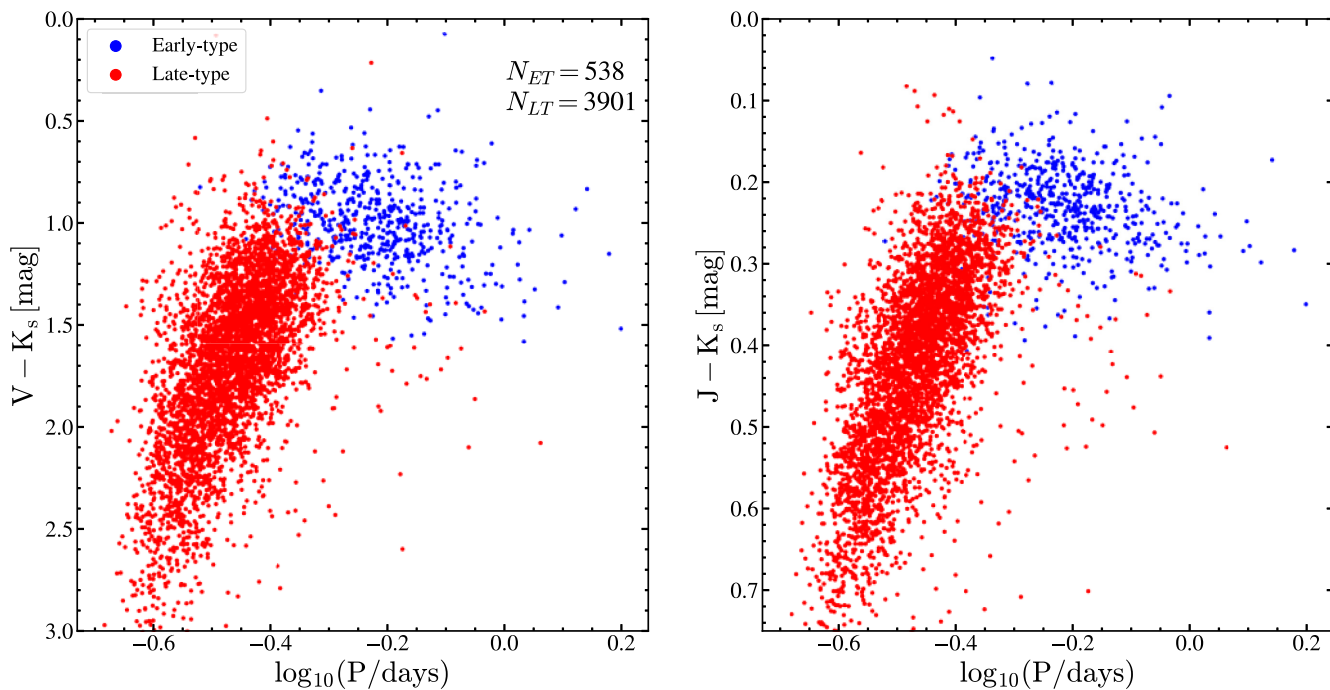 Early-type
Late-type
N_{ET} = 538
N_{LT} = 3901
0.0
0.5
1.0
1.5
2.0
2.5
3.0
V − K_s [mag]
−0.6 −0.4 −0.2 0.0 0.2
log_{10}(P/days)
0.0
0.1
0.2
0.3
0.4
0.5
0.6
0.7
J − K_s [mag]
−0.6 −0.4 −0.2 0.0 0.2
log_{10}(P/days)